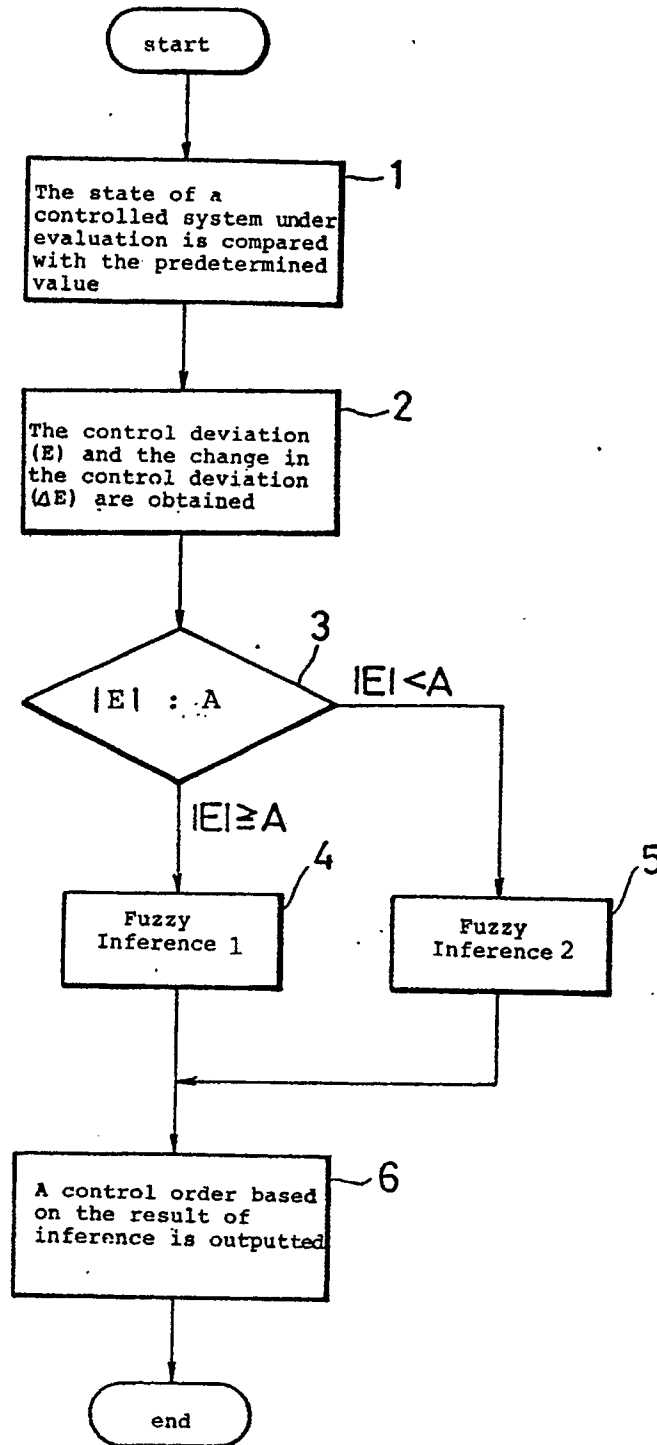 start
1
The state of a
controlled system under
evaluation is compared
with the predetermined
value
2
The control deviation
(E) and the change in
the control deviation
(ΔE) are obtained
3
|E| : A
|E|<A
|E|≧A
4
Fuzzy
Inference 1
5
Fuzzy
Inference 2
6
A control order based
on the result of
inference is outputted
end